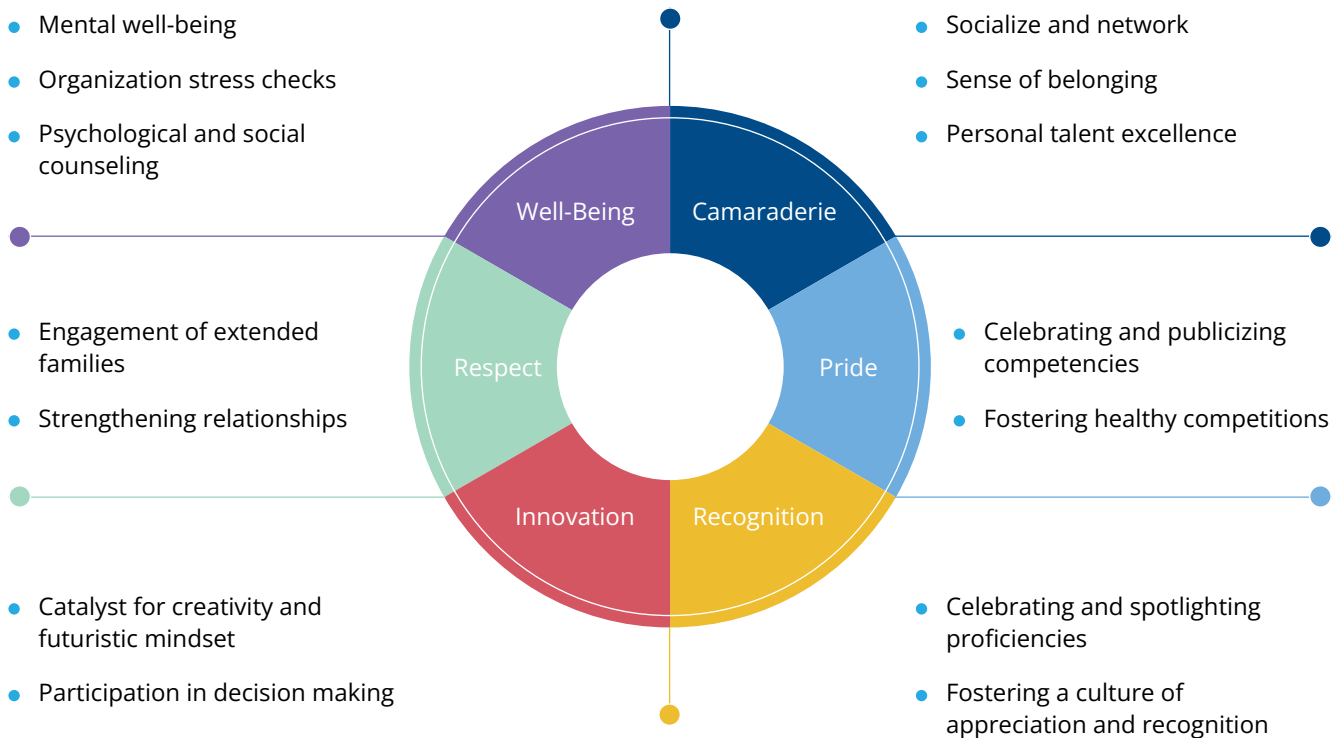 Mental well-being
Organization stress checks
Psychological and social
counseling
Socialize and network
Sense of belonging
Personal talent excellence
Well-Being
Camaraderie
Engagement of extended
families
Strengthening relationships
Respect
Pride
Celebrating and publicizing
competencies
Fostering healthy competitions
Innovation
Recognition
Catalyst for creativity and
futuristic mindset
Participation in decision making
Celebrating and spotlighting
proficiencies
Fostering a culture of
appreciation and recognition